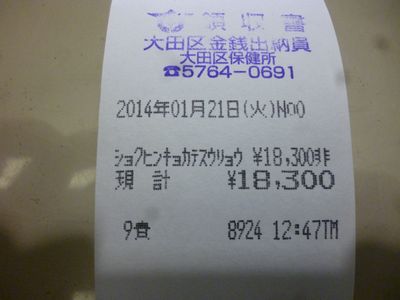 領収書
大田区金銭出納員
大田区保健所
☎5764-0691
2014年01月21日(火)N00
ショクヒンキョカテスウリョウ ¥18,300非
現 計 ¥18,300
9責 8924 12:47TM